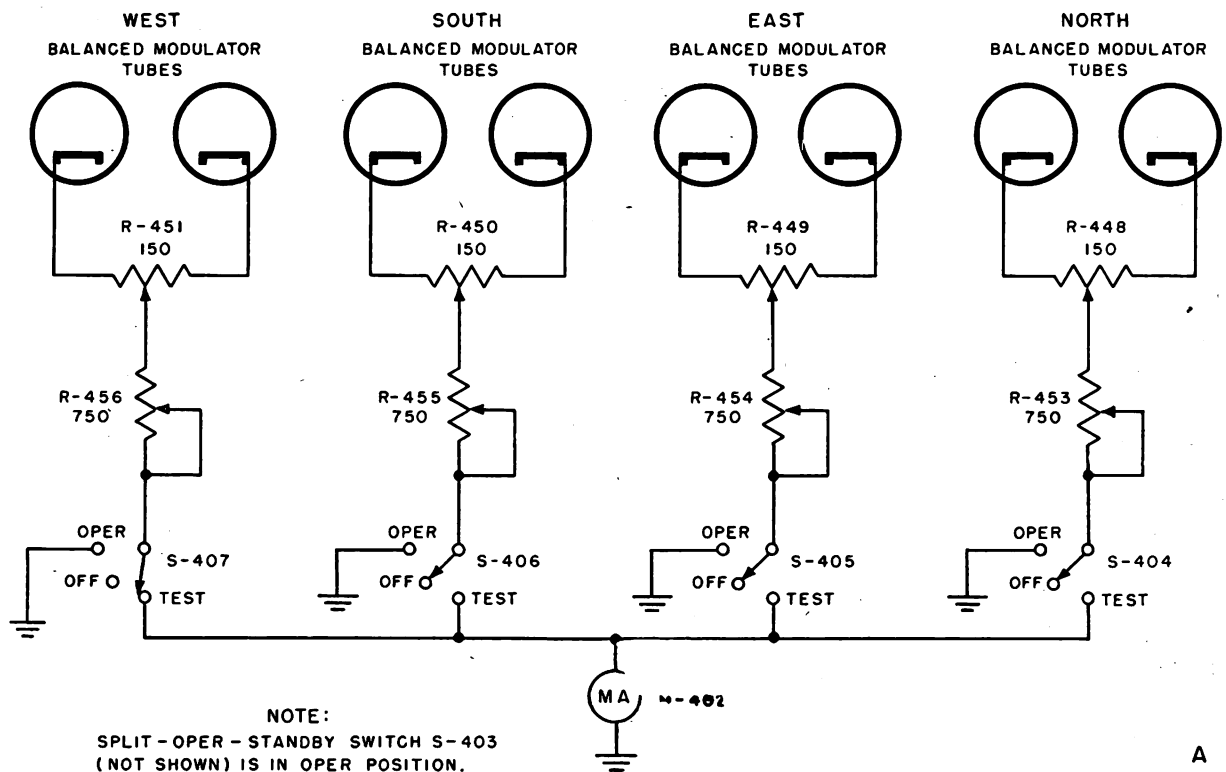 WEST
BALANCED MODULATOR
TUBES
SOUTH
BALANCED MODULATOR
TUBES
EAST
BALANCED MODULATOR
TUBES
NORTH
BALANCED MODULATOR
TUBES
R-451
150
R-450
150
R-449
150
R-448
150
R-456
750
R-455
750
R-454
750
R-453
750
OPER
S-407
OFF
TEST
OPER
S-406
OFF
TEST
OPER
S-405
OFF
TEST
OPER
S-404
OFF
TEST
MA
M-402
NOTE:
SPLIT-OPER-STANDBY SWITCH S-403
(NOT SHOWN) IS IN OPER POSITION.
A